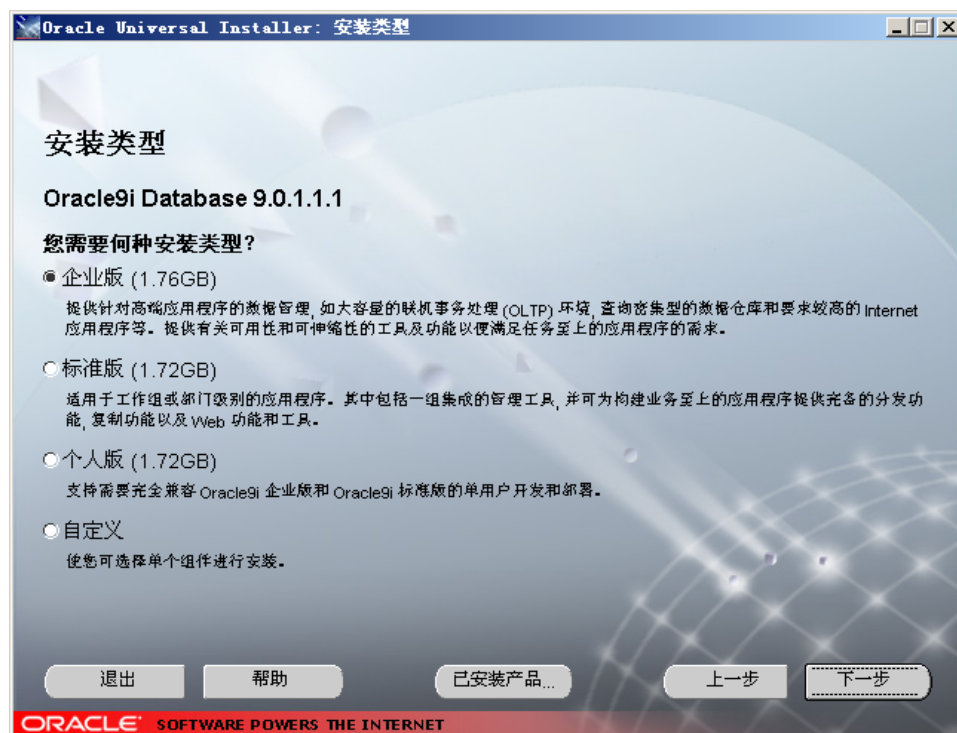 Oracle Universal Installer: 安装类型
安装类型
Oracle9i Database 9.0.1.1.1
您需要何种安装类型?
企业版 (1.76GB)
提供针对高端应用程序的数据管理, 如大容量的联机事务处理 (OLTP) 环境, 查询密集型的数据仓库和要求较高的 Internet
应用程序等。提供有关可用性和可伸缩性的工具及功能以便满足任务至上的应用程序的需求。
标准版 (1.72GB)
适用于工作组或部门级别的应用程序。其中包括一组集成的管理工具, 并可为构建业务至上的应用程序提供完备的分发功
能, 复制功能以及 Web 功能和工具。
个人版 (1.72GB)
支持需要完全兼容 Oracle9i 企业版和 Oracle9i 标准版的单用户开发和部署。
自定义
使您可选择单个组件进行安装。
退出 帮助 已安装产品... 上一步 下一步
ORACLE SOFTWARE POWERS THE INTERNET